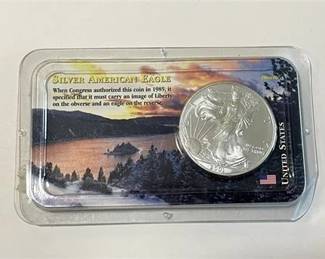 SILVER AMERICAN EAGLE
When Congress authorized this coin in 1985, it
specified that it must carry an image of Liberty
on the obverse and an eagle on the reverse.
UNITED STATES